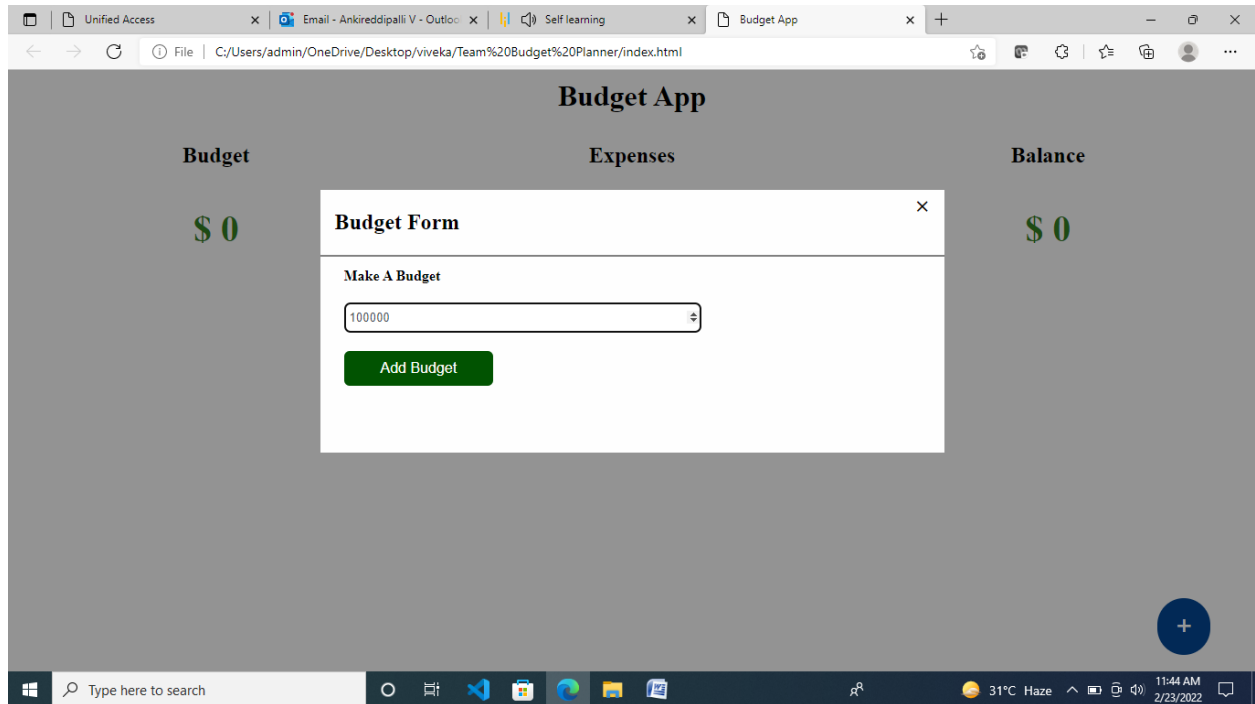 Unified Access
Email - Ankireddipalli V - Outloo
Self learning
Budget App
File
C:/Users/admin/OneDrive/Desktop/viveka/Team%20Budget%20Planner/index.html
Budget App
Budget
Expenses
Balance
$ 0
$ 0
Budget Form
×
Make A Budget
100000
Add Budget
+
Type here to search
31°C Haze
11:44 AM
2/23/2022